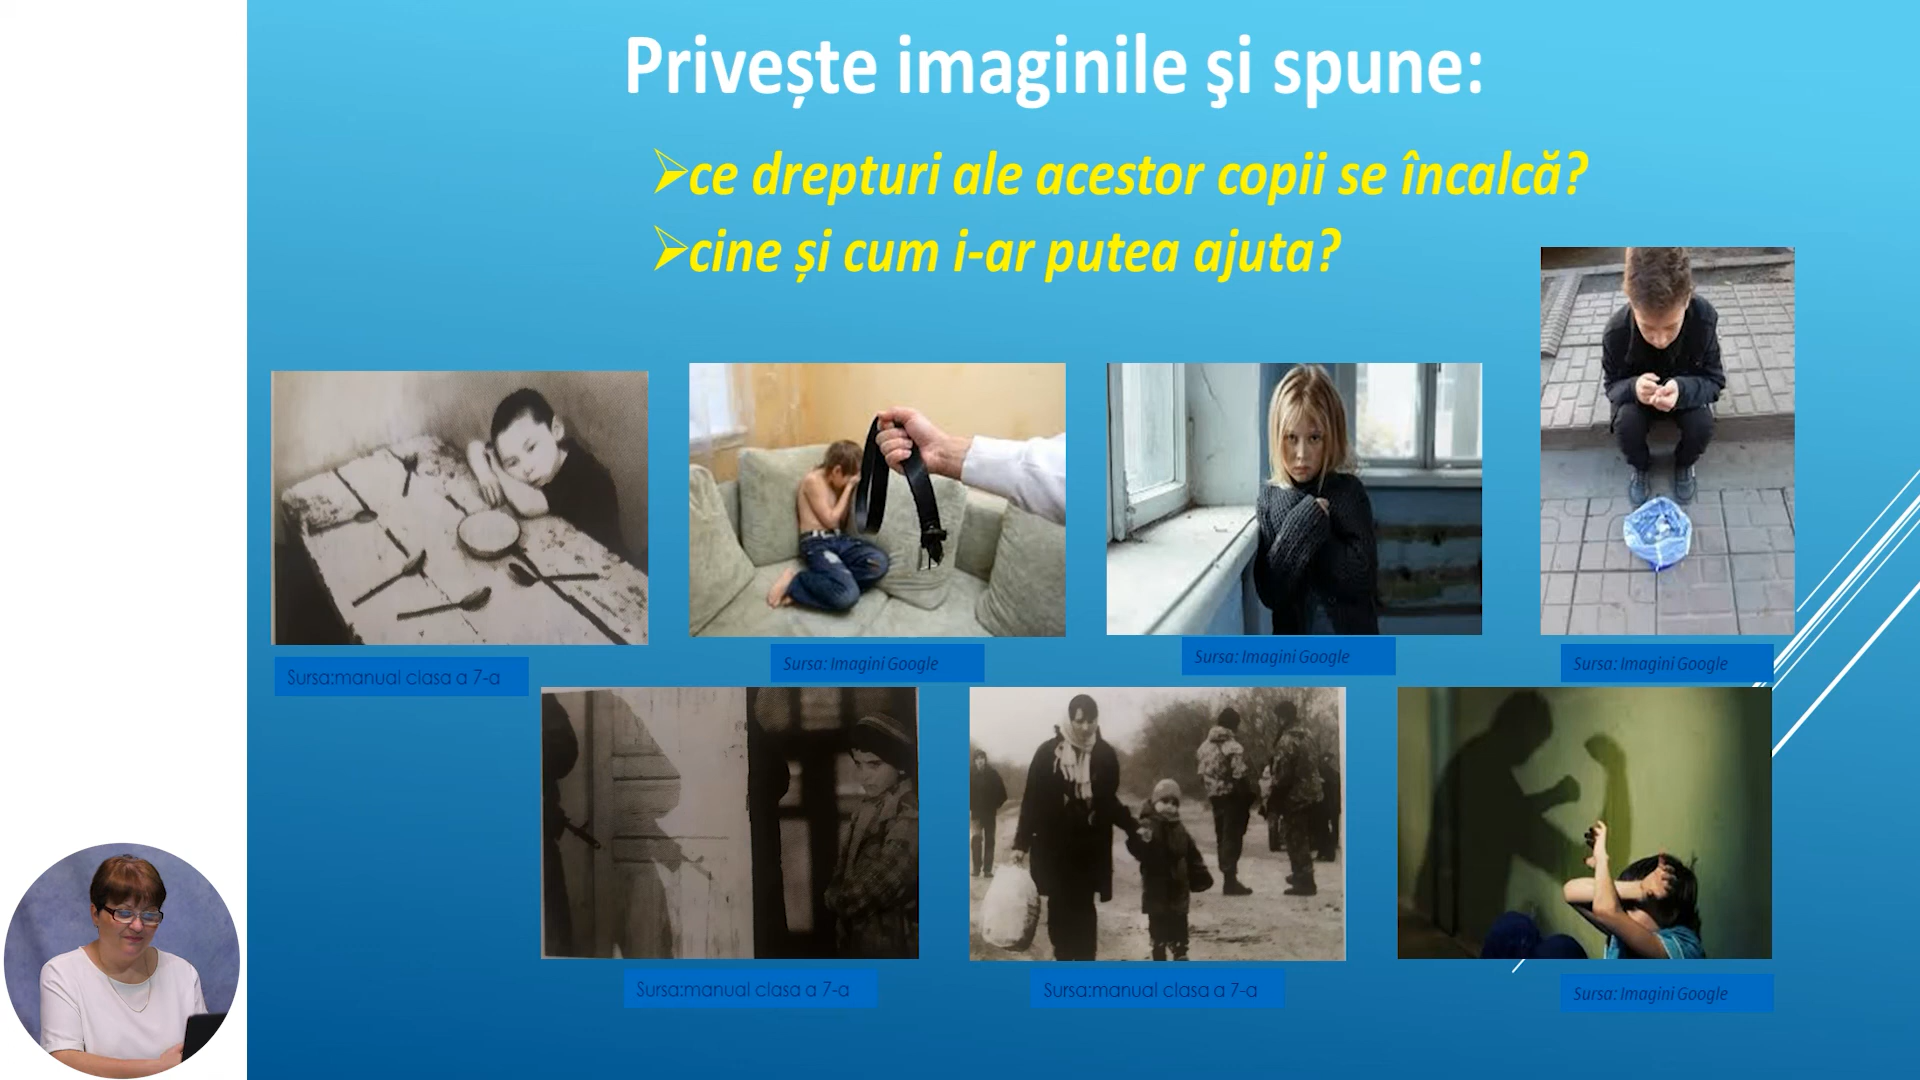 Privește imaginile şi spune:
ce drepturi ale acestor copii se încalcă?
cine și cum i-ar putea ajuta?
Sursa:manual clasa a 7-a
Sursa: Imagini Google
Sursa: Imagini Google
Sursa: Imagini Google
Sursa:manual clasa a 7-a
Sursa:manual clasa a 7-a
Sursa: Imagini Google